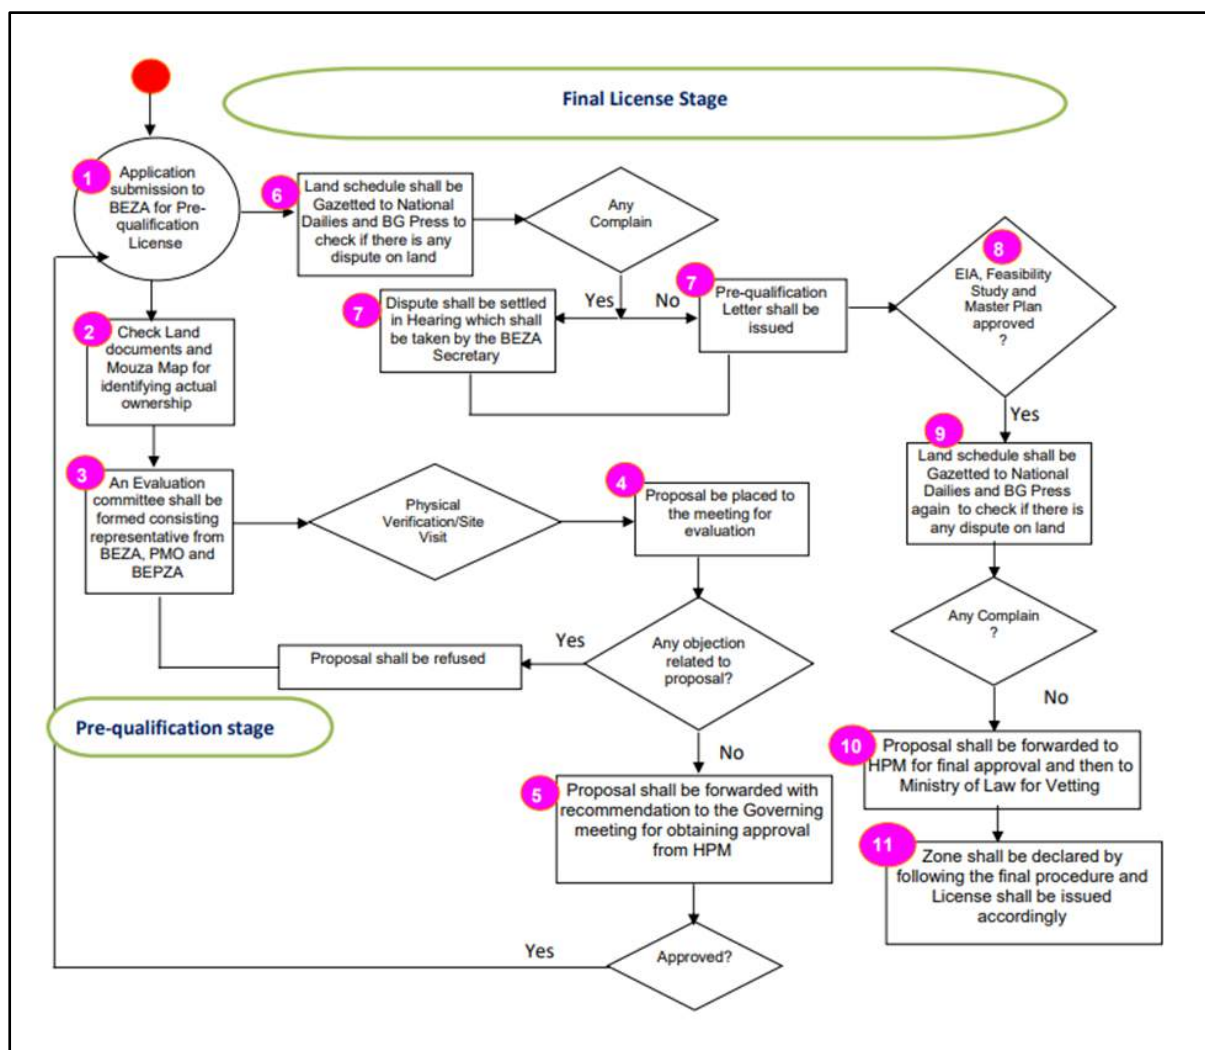 Final License Stage
1
Application
submission to
BEZA for Pre-
qualification
License
6
Land schedule shall be
Gazetted to National
Dailies and BG Press to
check if there is any
dispute on land
Any
Complain
Yes
No
7
Dispute shall be settled
in Hearing which shall
be taken by the BEZA
Secretary
7
Pre-qualification
Letter shall be
issued
8
EIA, Feasibility
Study and
Master Plan
approved
?
Yes
2
Check Land
documents and
Mouza Map for
identifying actual
ownership
3
An Evaluation
committee shall be
formed consisting
representative from
BEZA, PMO and
BEPZA
Physical
Verification/Site
Visit
4
Proposal be placed to
the meeting for
evaluation
9
Land schedule shall be
Gazetted to National
Dailies and BG Press
again to check if there is
any dispute on land
Any Complain
?
No
Any objection
related to
proposal?
Yes
Proposal shall be refused
Pre-qualification stage
No
5
Proposal shall be forwarded with
recommendation to the Governing
meeting for obtaining approval
from HPM
Approved?
Yes
10
Proposal shall be forwarded to
HPM for final approval and then to
Ministry of Law for Vetting
11
Zone shall be declared by
following the final procedure and
License shall be issued
accordingly